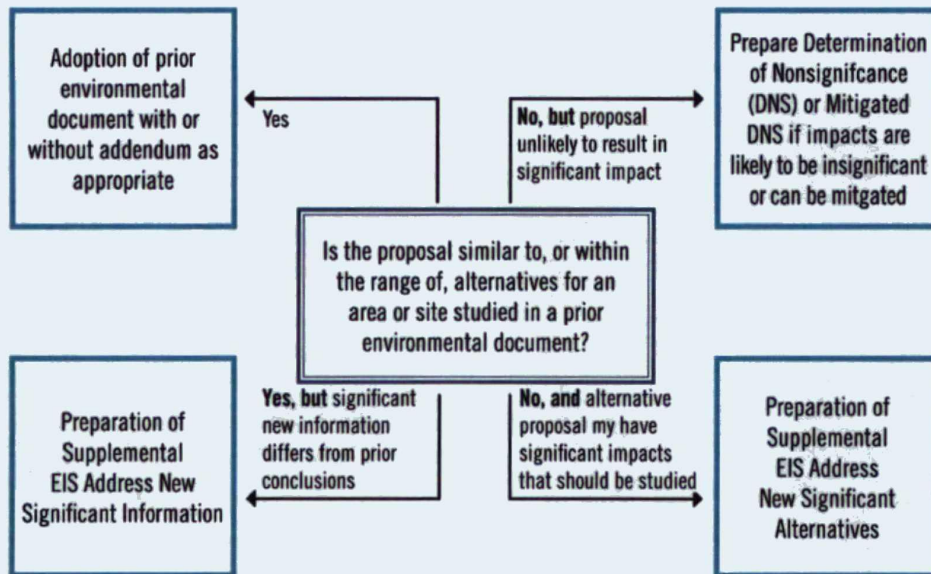 Adoption of prior
environmental
document with or
without addendum as
appropriate
Yes
No, but proposal
unlikely to result in
significant impact
Prepare Determination
of Nonsignifcance
(DNS) or Mitigated
DNS if impacts are
likely to be insignificant
or can be mitgated
Is the proposal similar to, or within
the range of, alternatives for an
area or site studied in a prior
environmental document?
Preparation of
Supplemental
EIS Address New
Significant Information
Yes, but significant
new information
differs from prior
conclusions
No, and alternative
proposal my have
significant impacts
that should be studied
Preparation of
Supplemental
EIS Address
New Significant
Alternatives